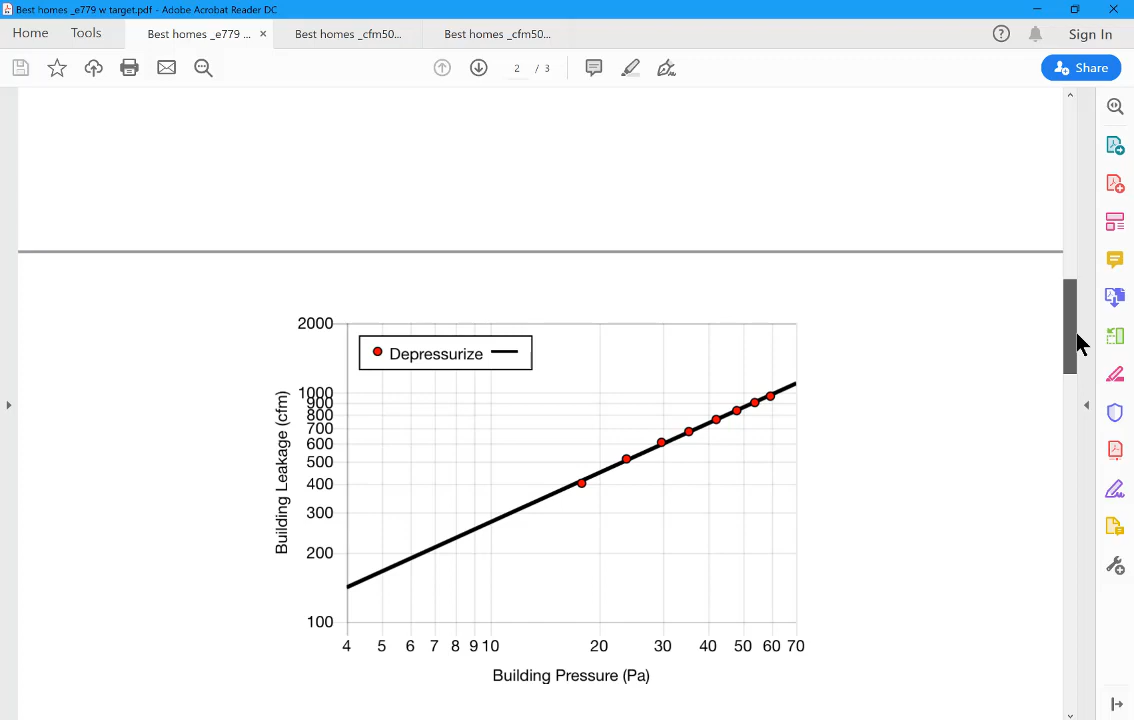 Best homes _e779 w target.pdf - Adobe Acrobat Reader DC
Home Tools Best homes _e779 ... × Best homes _cfm50... Best homes _cfm50... ? Sign In
2 / 3 Share
2000
Depressurize
1000
900
800
700
600
500
400
300
200
100
Building Leakage (cfm)
4 5 6 7 8 9 10 20 30 40 50 60 70
Building Pressure (Pa)